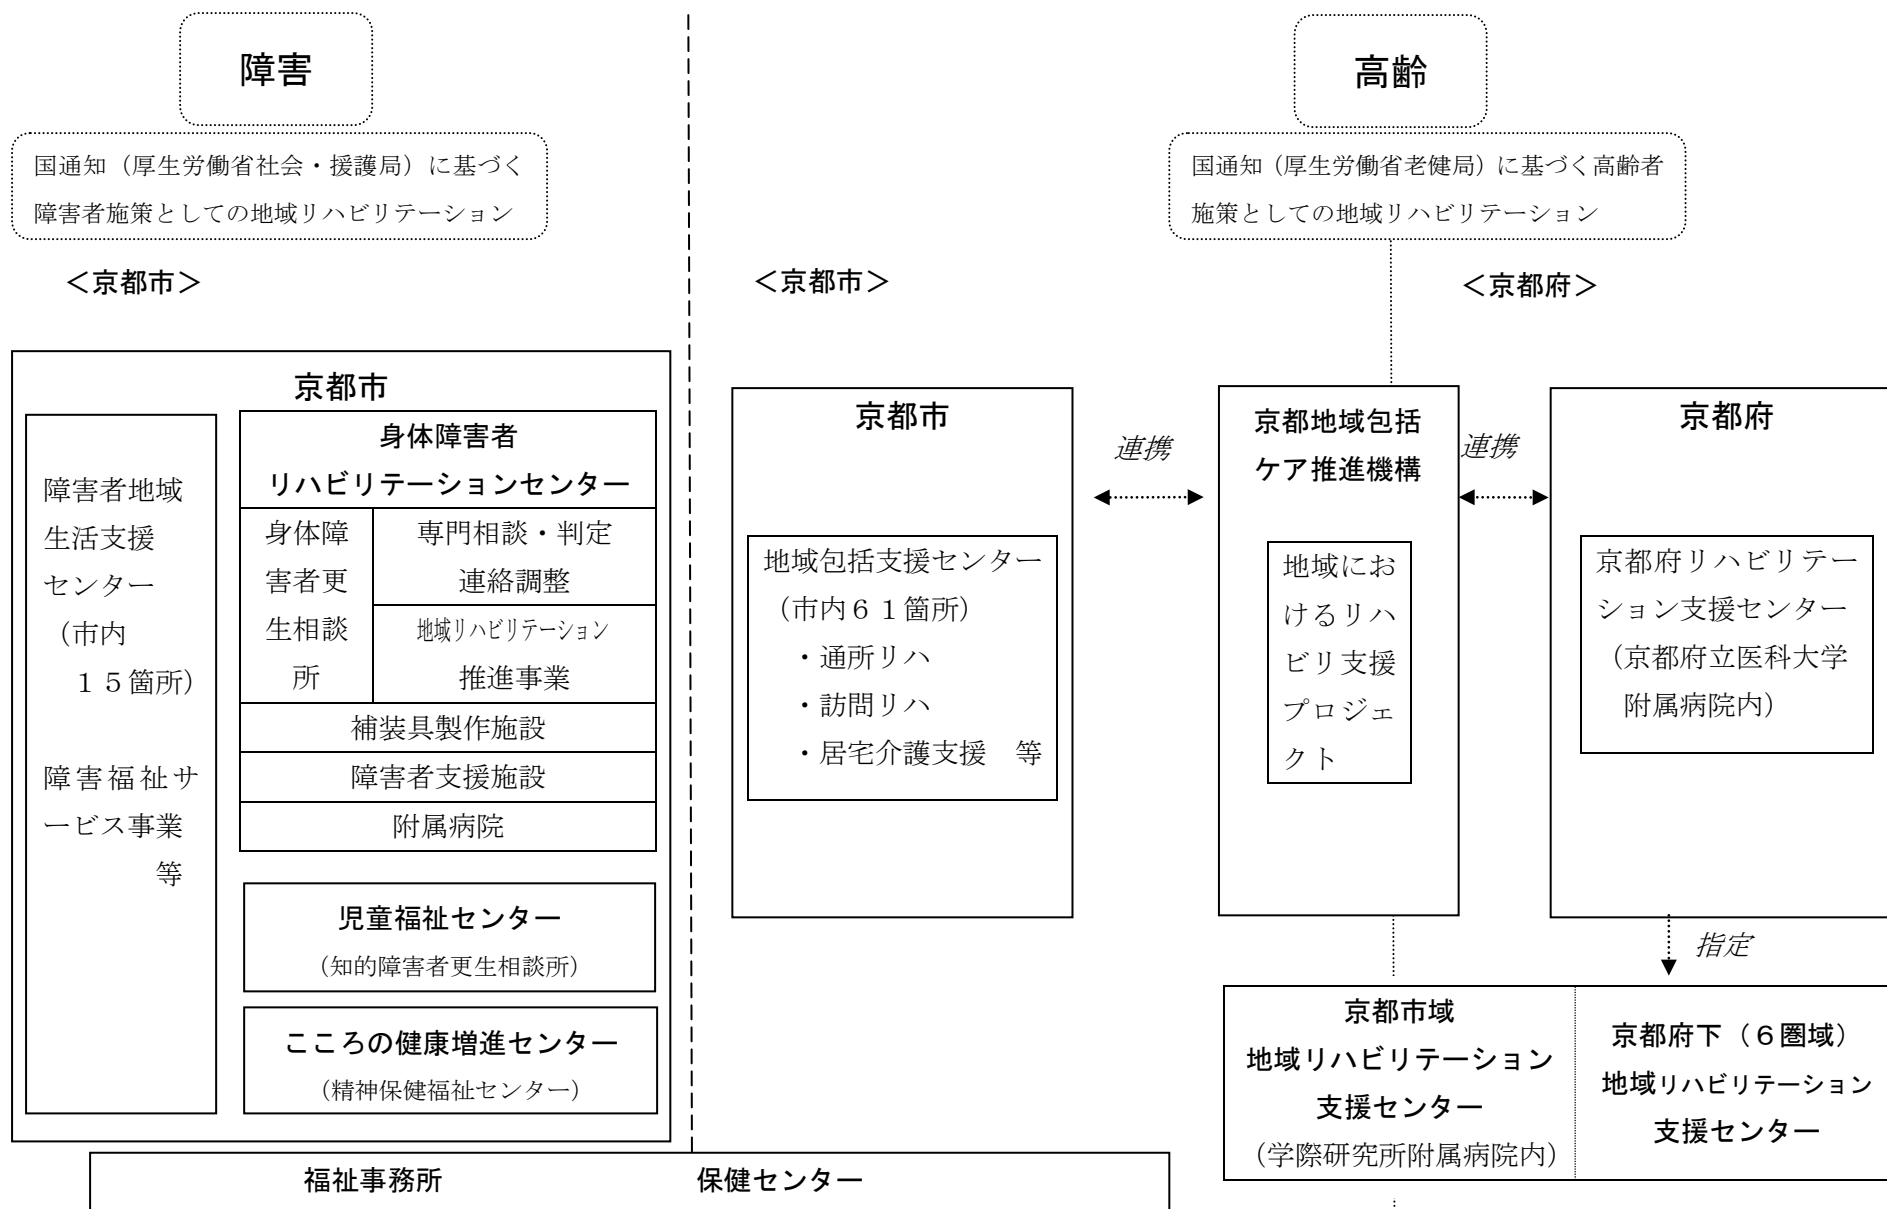 障害
国通知（厚生労働省社会・援護局）に基づく
障害者施策としての地域リハビリテーション
＜京都市＞
京都市
障害者地域
生活支援
センター
（市内
１５箇所）
障害福祉サ
ービス事業
等
身体障害者
リハビリテーションセンター
身体障
害者更
生相談
所
専門相談・判定
連絡調整
地域リハビリテーション
推進事業
補装具製作施設
障害者支援施設
附属病院
児童福祉センター
（知的障害者更生相談所）
こころの健康増進センター
（精神保健福祉センター）
高齢
国通知（厚生労働省老健局）に基づく高齢者
施策としての地域リハビリテーション
＜京都市＞
＜京都府＞
京都市
地域包括支援センター
（市内６１箇所）
・通所リハ
・訪問リハ
・居宅介護支援　等
連携
京都地域包括
ケア推進機構
地域にお
けるリハ
ビリ支援
プロジェ
クト
連携
京都府
京都府リハビリテー
ション支援センター
（京都府立医科大学
附属病院内）
指定
京都市域
地域リハビリテーション
支援センター
（学際研究所附属病院内）
京都府下（６圏域）
地域リハビリテーション
支援センター
福祉事務所　保健センター